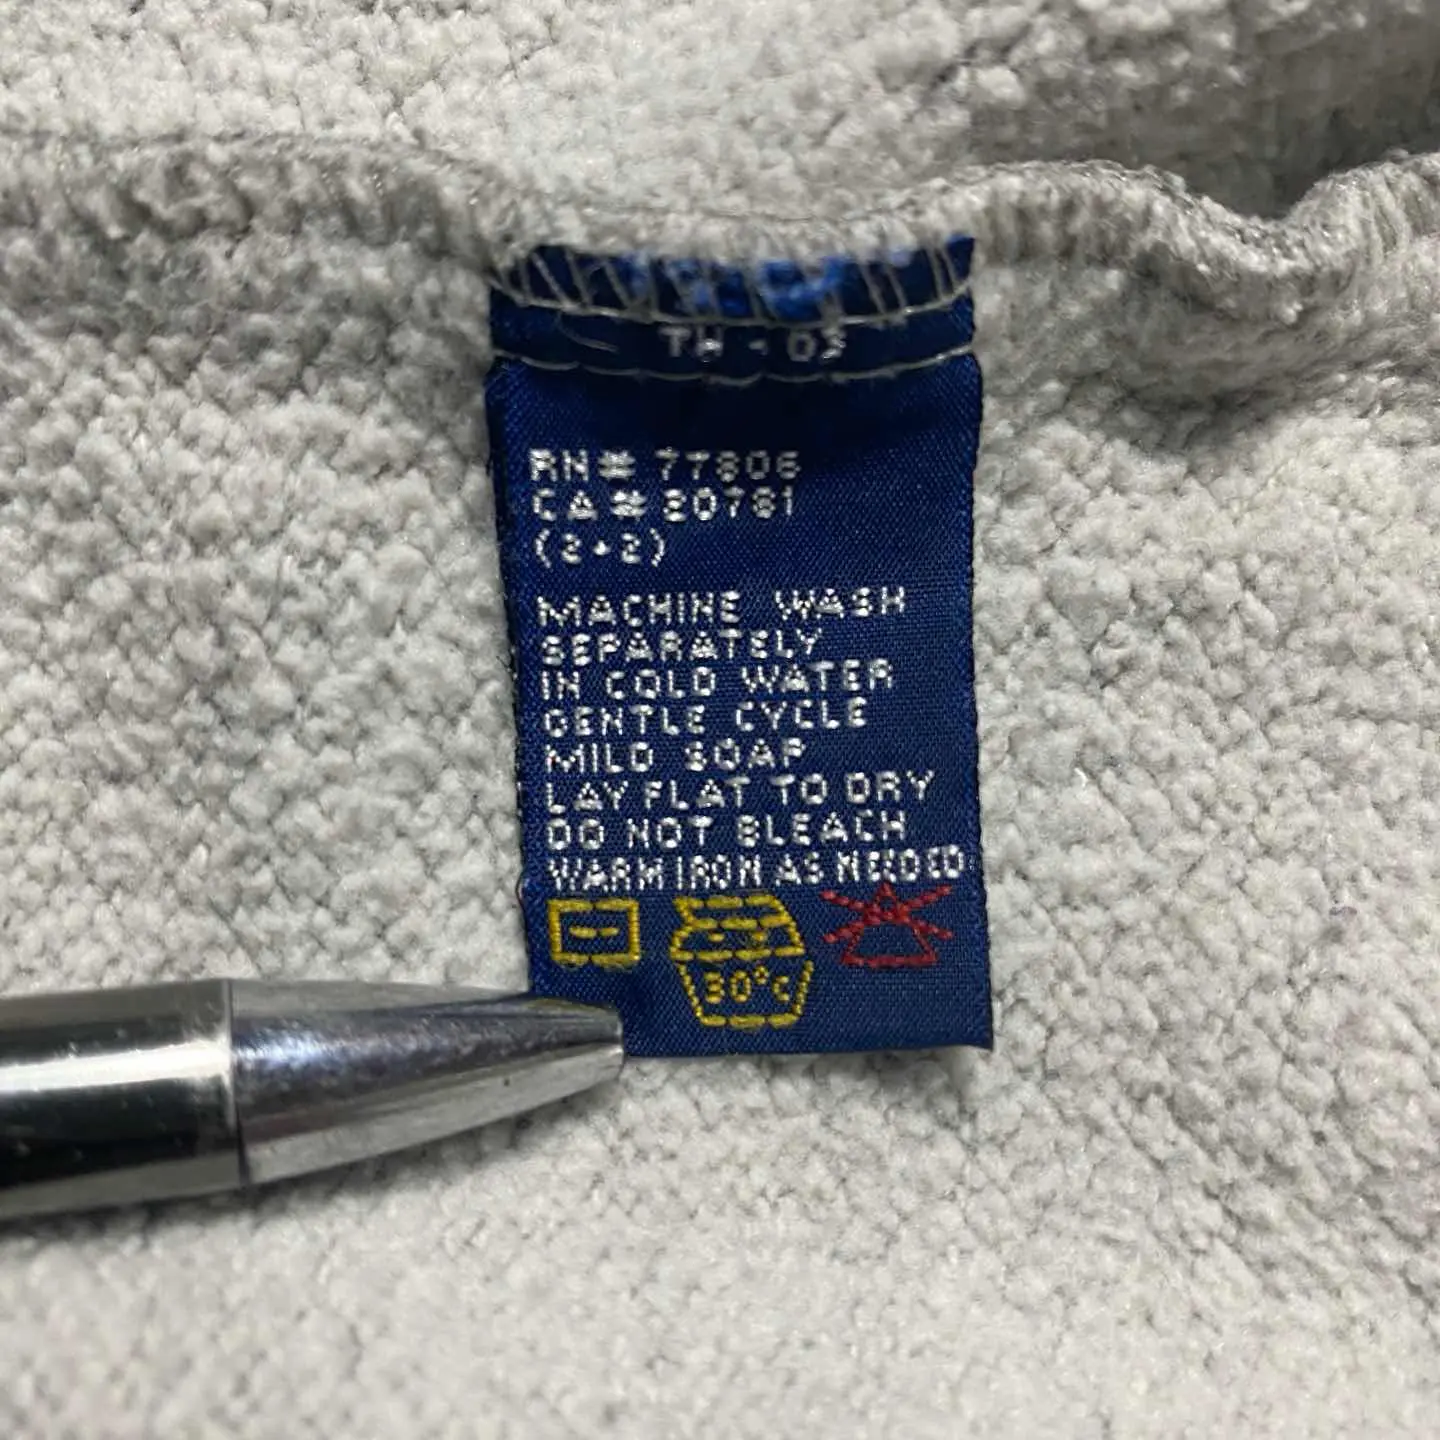 TH - 03
RN# 77806
CA# 20781
(2+2)
MACHINE WASH
SEPARATELY
IN COLD WATER
GENTLE CYCLE
MILD SOAP
LAY FLAT TO DRY
DO NOT BLEACH
WARM IRON AS NEEDED
30°C